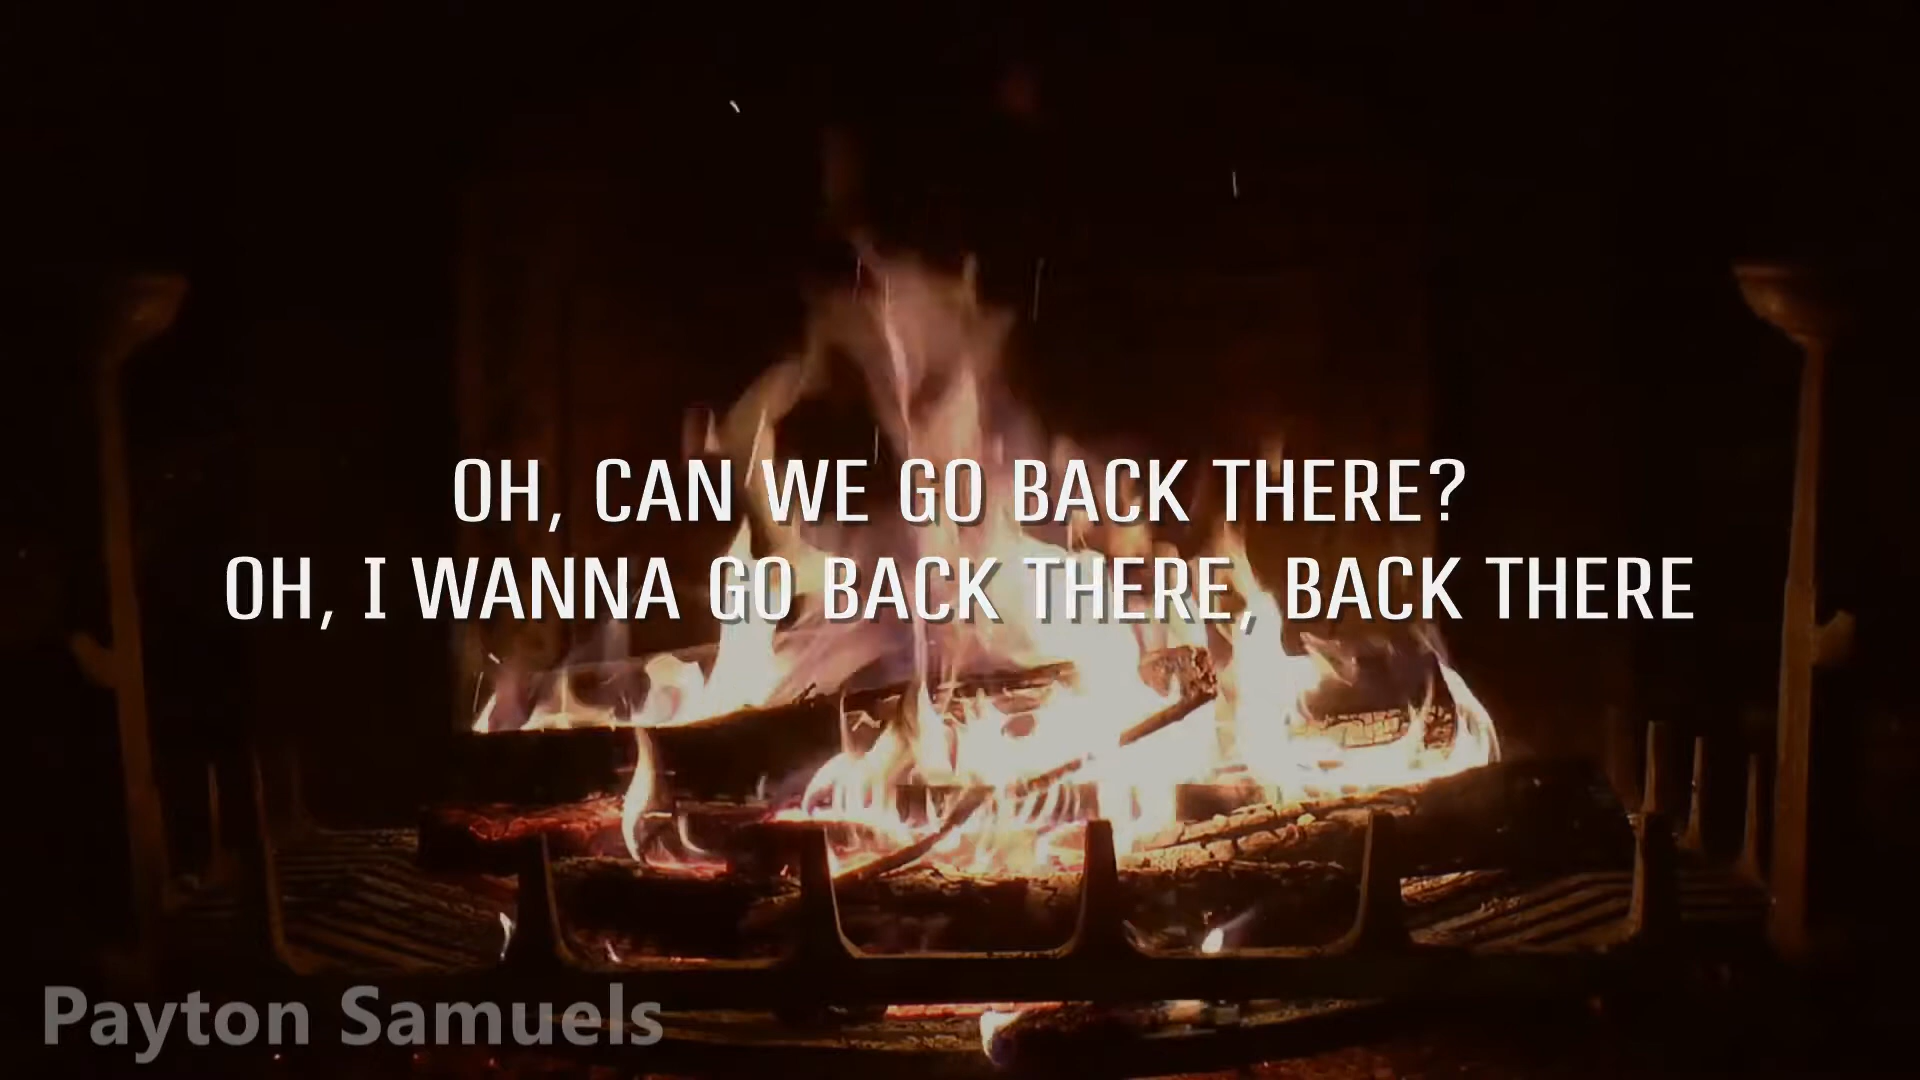 OH, CAN WE GO BACK THERE?
OH, I WANNA GO BACK THERE, BACK THERE
Payton Samuels